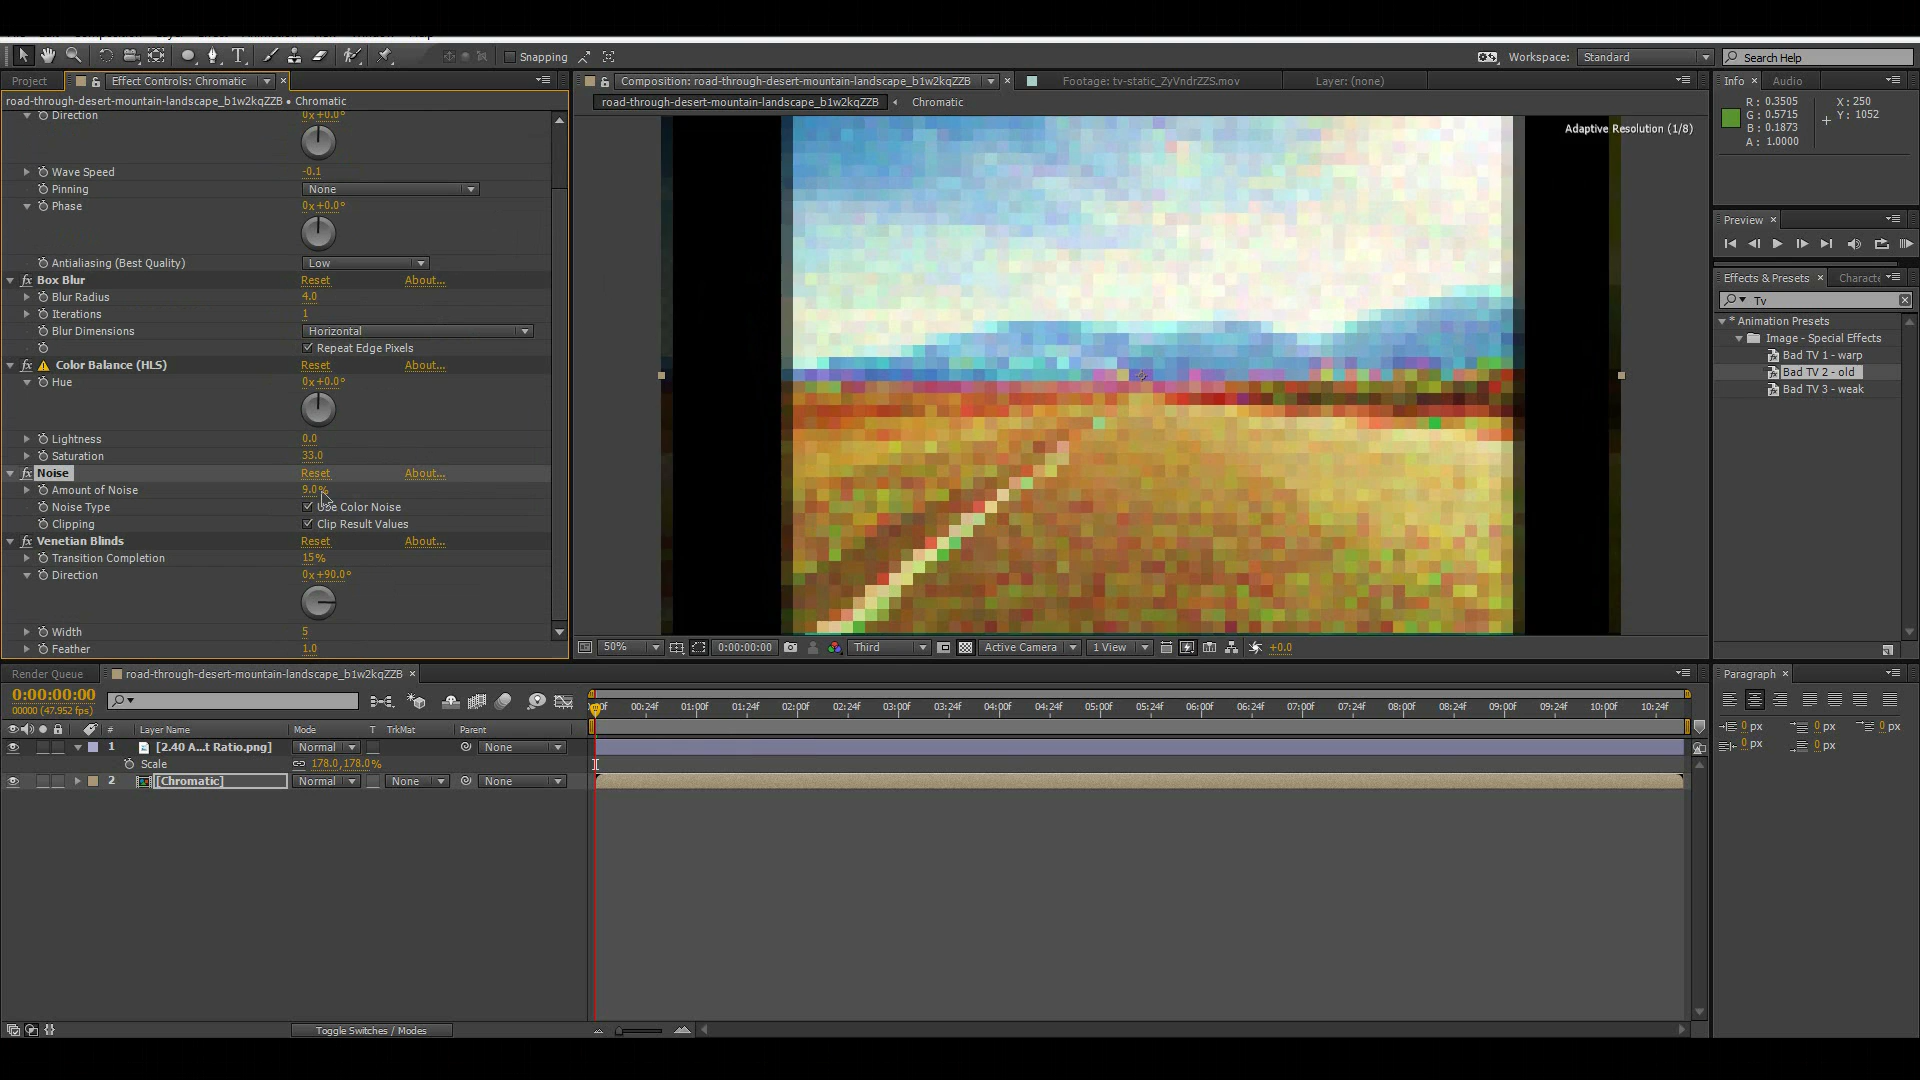 Snapping
Workspace: Standard
Search Help
Project
Effect Controls: Chromatic
Composition: road-through-desert-mountain-landscape_b1w2kqZZB
Footage: tv-static_ZyVndrZZS.mov
Layer: (none)
Info
Audio
road-through-desert-mountain-landscape_b1w2kqZZB • Chromatic
road-through-desert-mountain-landscape_b1w2kqZZB
Chromatic
Adaptive Resolution (1/8)
R: 0.3505
G: 0.5715
B: 0.1873
A: 1.0000
X: 250
Y: 1052
Direction 0x+0.0°
Wave Speed -0.1
Pinning None
Phase 0x+0.0°
Antialiasing (Best Quality) Low
fx Box Blur Reset About...
Blur Radius 4.0
Iterations 1
Blur Dimensions Horizontal
Repeat Edge Pixels
fx Color Balance (HLS) Reset About...
Hue 0x+0.0°
Lightness 0.0
Saturation 33.0
fx Noise Reset About...
Amount of Noise 9.0%
Noise Type Color Noise
Clipping Clip Result Values
fx Venetian Blinds Reset About...
Transition Completion 15%
Direction 0x+90.0°
Width 5
Feather 1.0
Preview
Effects & Presets
Characte
Tv
* Animation Presets
Image - Special Effects
Bad TV 1 - warp
Bad TV 2 - old
Bad TV 3 - weak
50%
0:00:00:00
Third
Active Camera
1 View
+0.0
Render Queue
road-through-desert-mountain-landscape_b1w2kqZZB
Paragraph
0:00:00:00
00000 (47.952 fps)
00:24f 01:00f 01:24f 02:00f 02:24f 03:00f 03:24f 04:00f 04:24f 05:00f 05:24f 06:00f 06:24f 07:00f 07:24f 08:00f 08:24f 09:00f 09:24f 10:00f 10:24f
# Layer Name Mode T TrkMat Parent
1 [2.40 A...t Ratio.png] Normal None
Scale 178.0,178.0%
2 [Chromatic] Normal None None
0 px 0 px 0 px
0 px 0 px
Toggle Switches / Modes